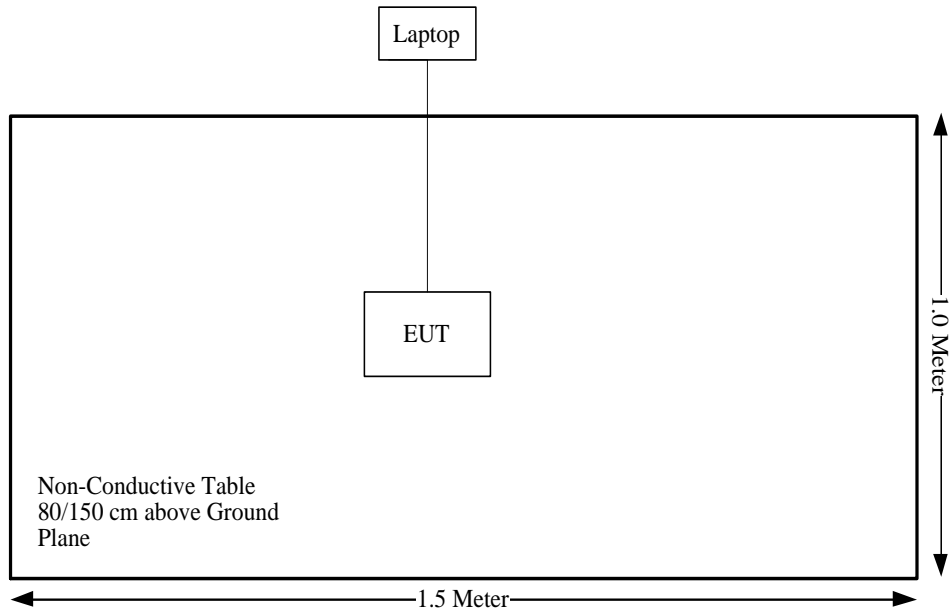 Laptop
EUT
1.0 Meter
Non-Conductive Table
80/150 cm above Ground
Plane
1.5 Meter